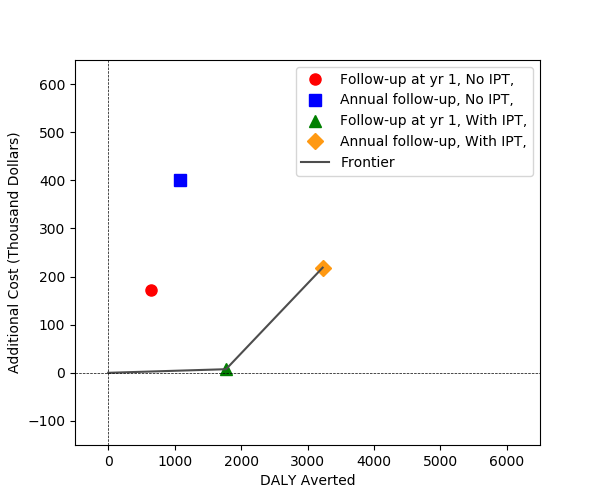 Follow-up at yr 1, No IPT,
Annual follow-up, No IPT,
Follow-up at yr 1, With IPT,
Annual follow-up, With IPT,
Frontier
Additional Cost (Thousand Dollars)
600
500
400
300
200
100
0
−100
0 1000 2000 3000 4000 5000 6000
DALY Averted